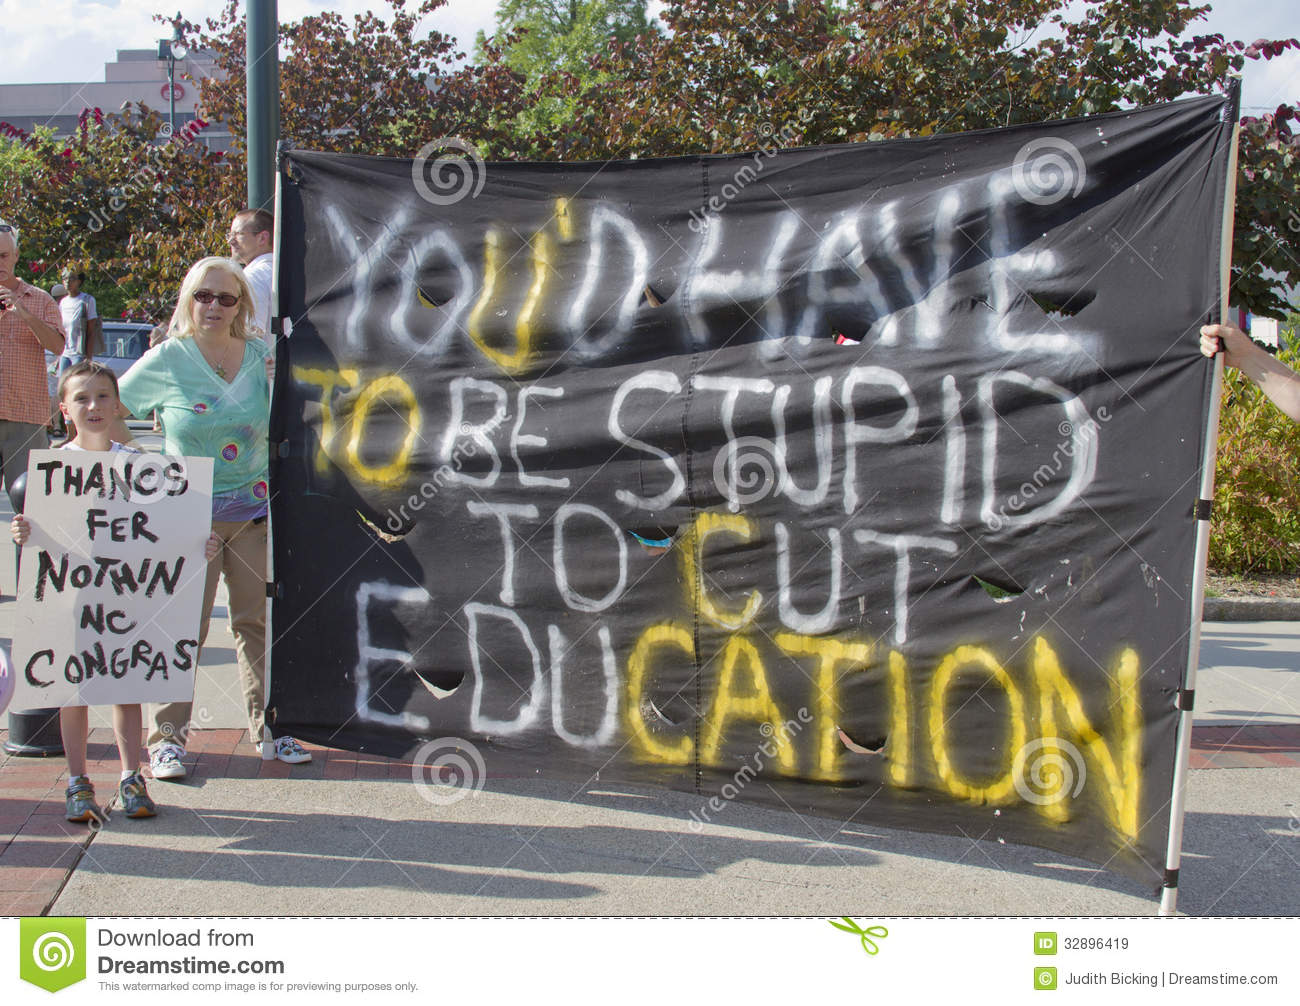 YOU'D HAVE
TO BE STUPID
TO CUT
EDUCATION
THANCS
FER
NOTHIN
NC
CONGRAS
dreamstime
Download from
Dreamstime.com
This watermarked comp image is for previewing purposes only.
ID 32896419
© Judith Bicking | Dreamstime.com